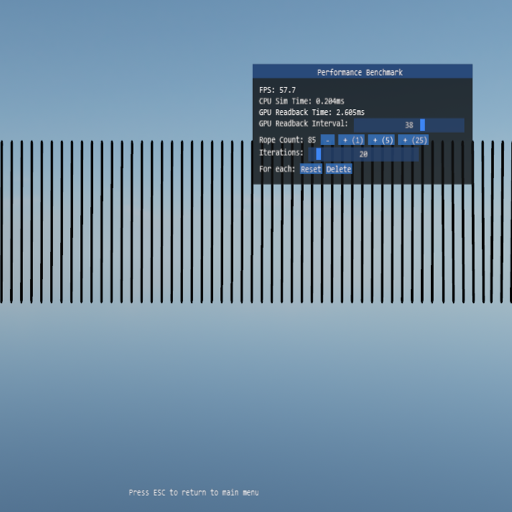 Performance Benchmark
FPS: 57.7
CPU Sim Time: 0.204ms
GPU Readback Time: 2.605ms
GPU Readback Interval: 38
Rope Count: 85 - + (1) + (5) + (25)
Iterations: 20
For each: Reset Delete
Press ESC to return to main menu